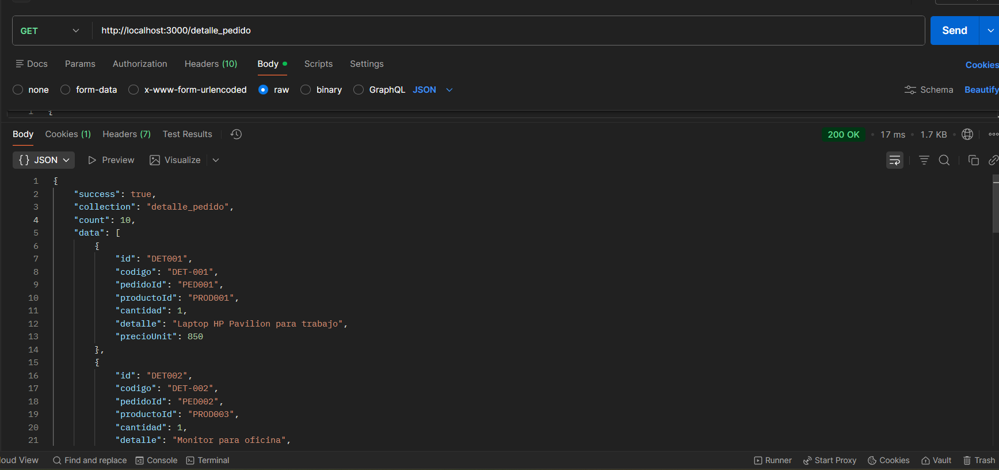 GET http://localhost:3000/detalle_pedido Send
Docs Params Authorization Headers (10) Body Scripts Settings Cookies
none form-data x-www-form-urlencoded raw binary GraphQL JSON Schema Beautify
1 {
Body Cookies (1) Headers (7) Test Results 200 OK • 17 ms • 1.7 KB •
{} JSON Preview Visualize
1 {
2 "success": true,
3 "collection": "detalle_pedido",
4 "count": 10,
5 "data": [
6 {
7 "id": "DET001",
8 "codigo": "DET-001",
9 "pedidoId": "PED001",
10 "productoId": "PROD001",
11 "cantidad": 1,
12 "detalle": "Laptop HP Pavilion para trabajo",
13 "precioUnit": 850
14 },
15 {
16 "id": "DET002",
17 "codigo": "DET-002",
18 "pedidoId": "PED002",
19 "productoId": "PROD003",
20 "cantidad": 1,
21 "detalle": "Monitor para oficina",
loud View Find and replace Console Terminal Runner Start Proxy Cookies Vault Trash